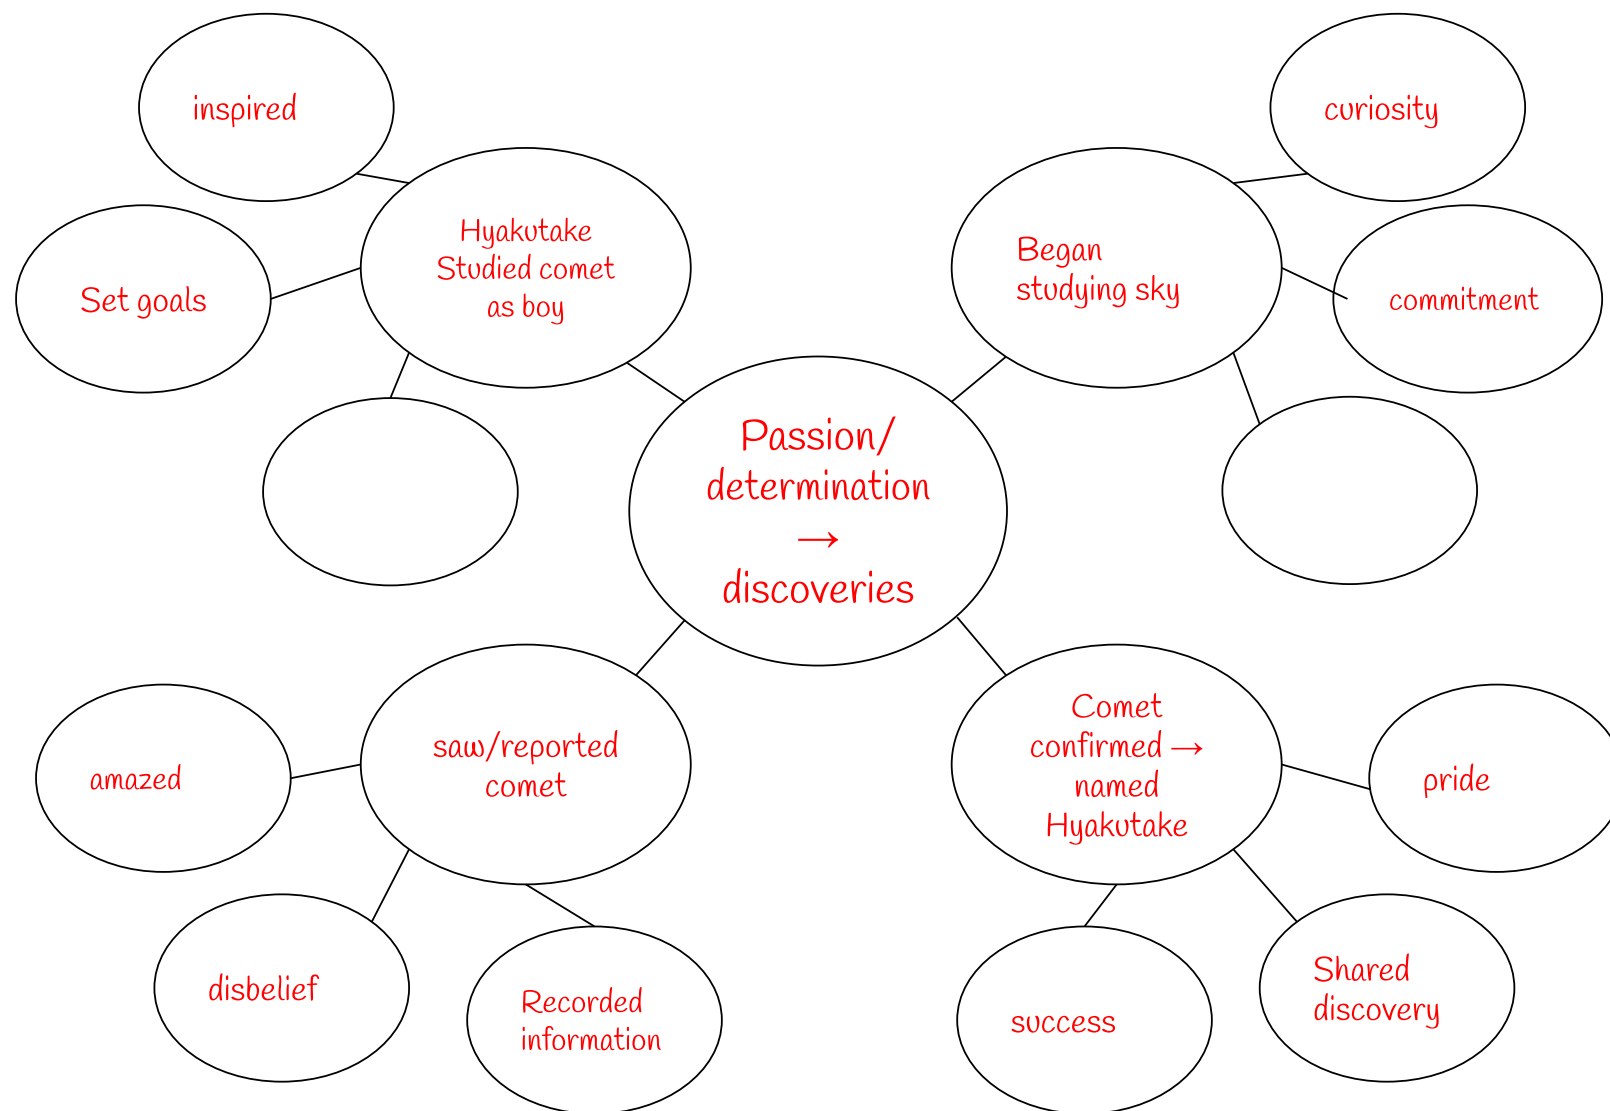 inspired
curiosity
Hyakutake
Studied comet
as boy
Began
studying sky
Set goals
commitment
Passion/
determination
→
discoveries
saw/reported
comet
Comet
confirmed →
named
Hyakutake
amazed
pride
disbelief
Recorded
information
success
Shared
discovery